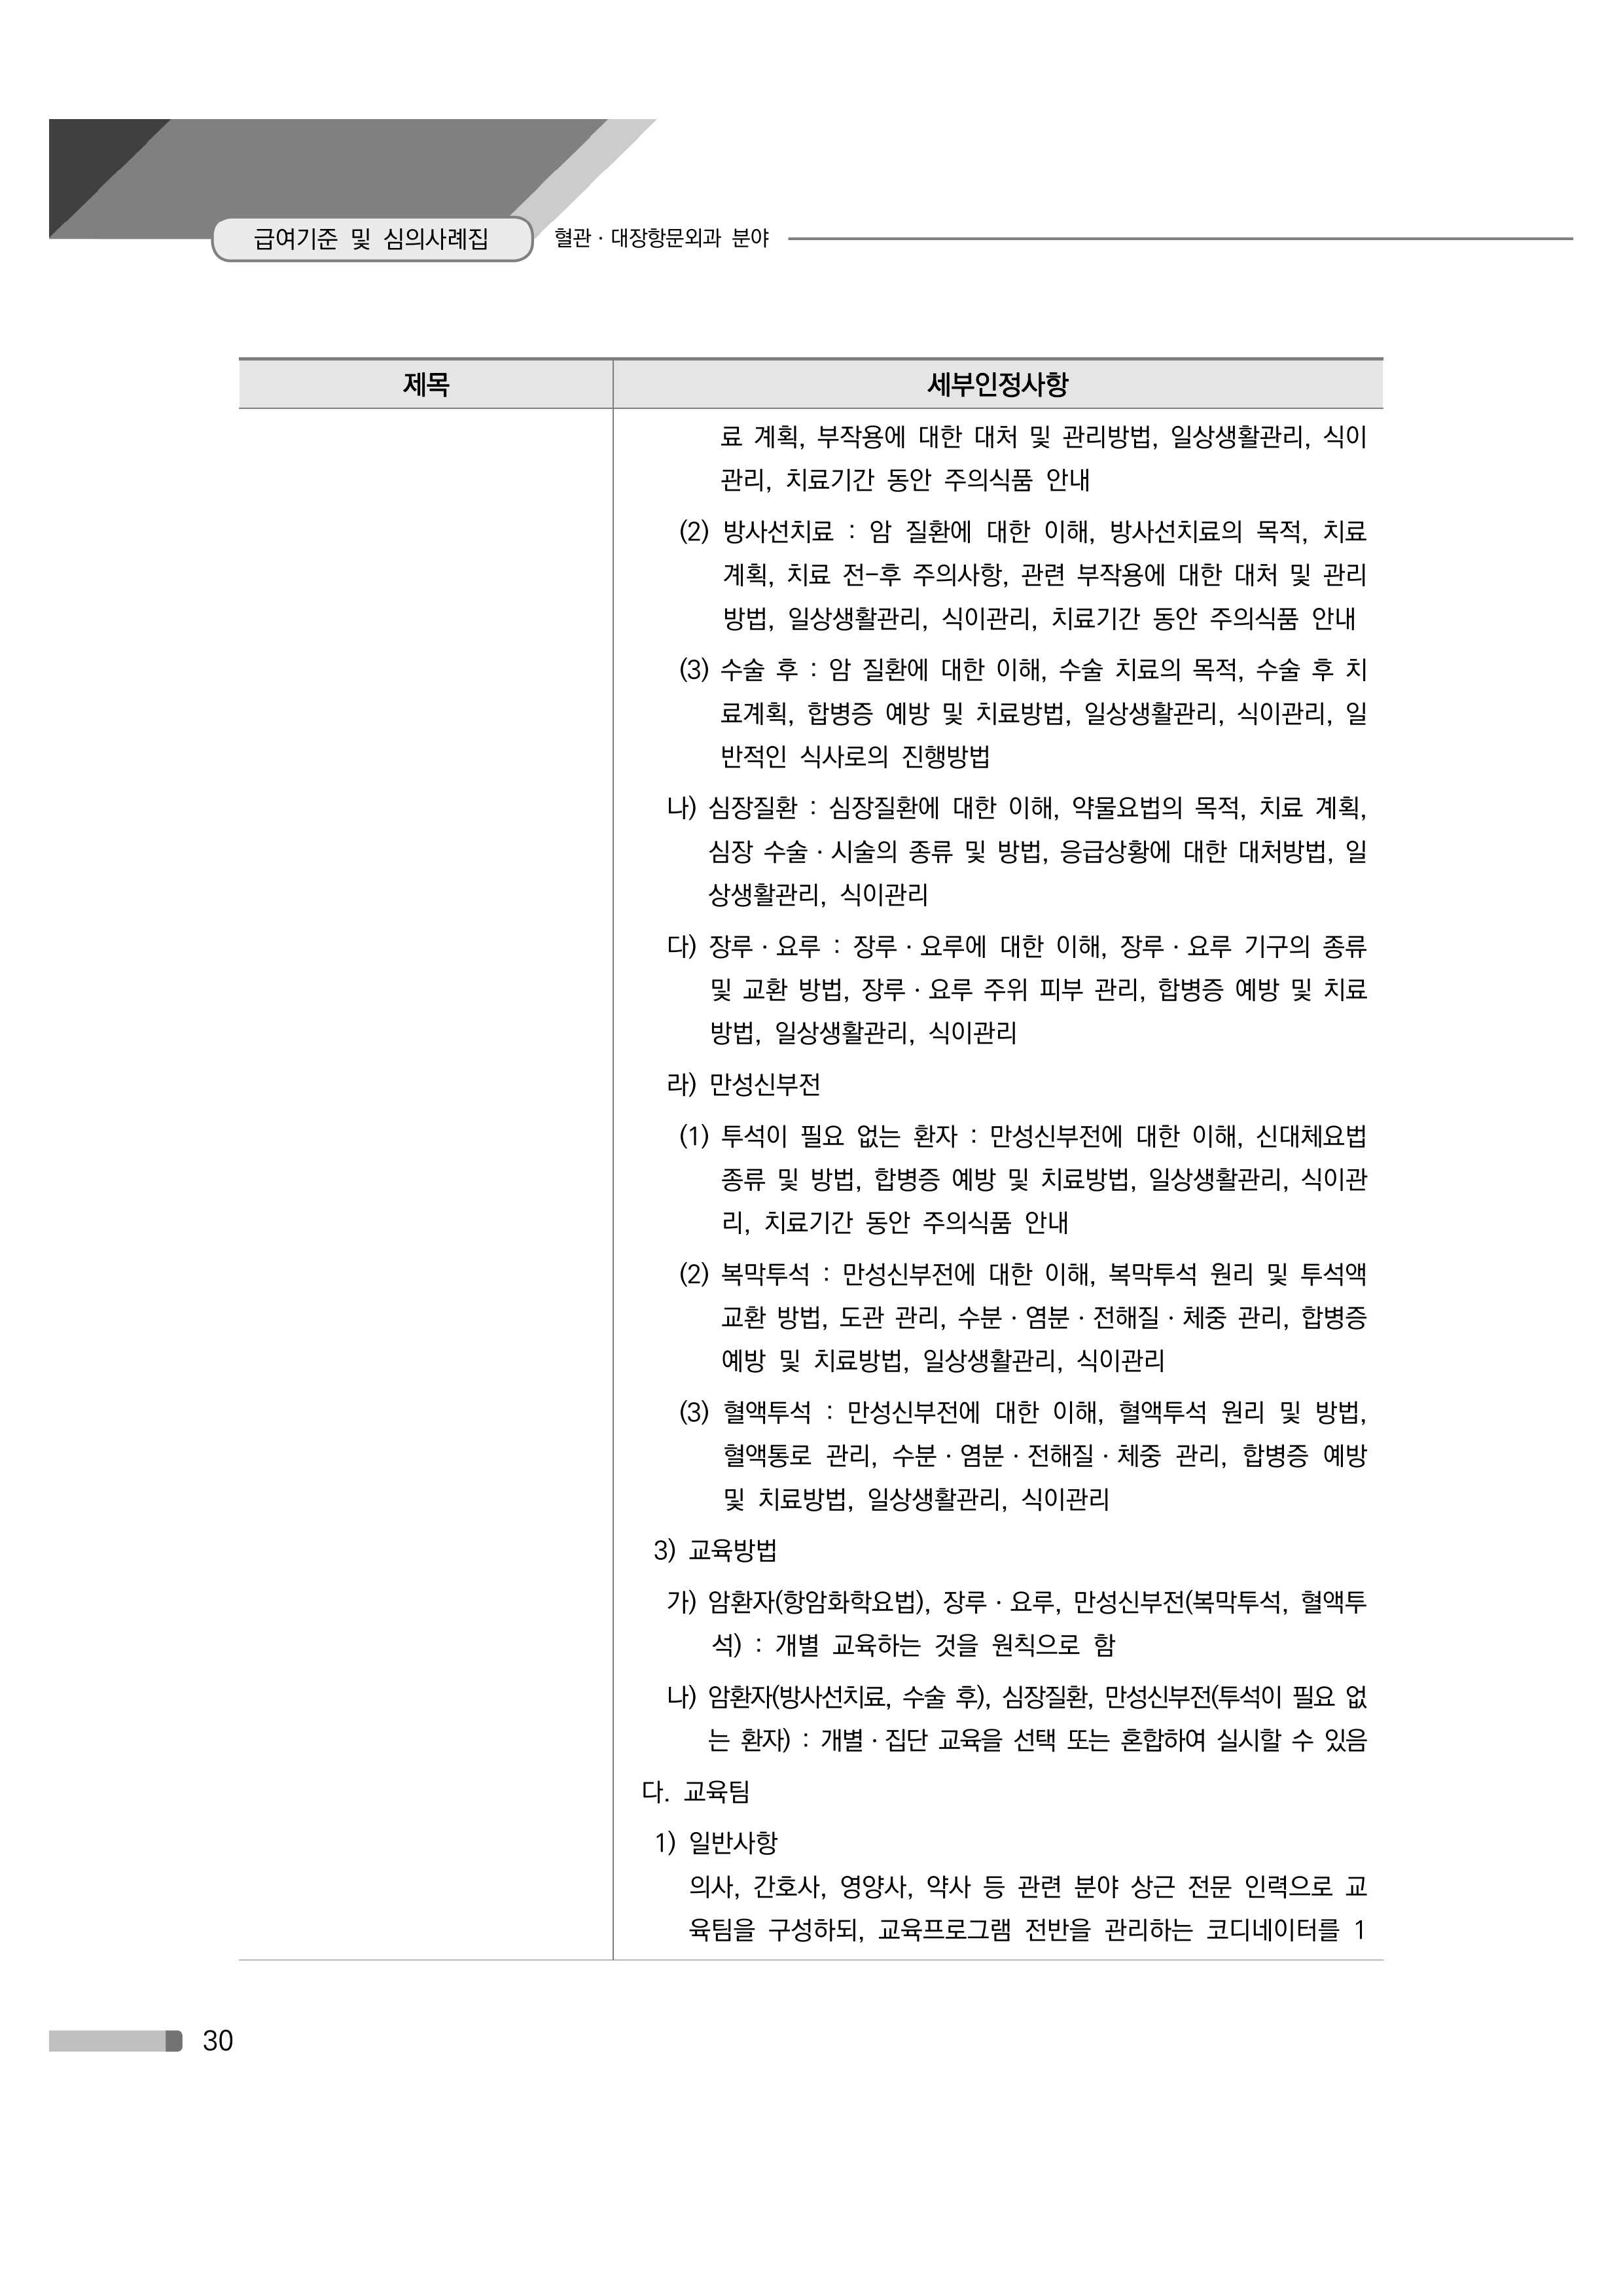 급여기준 및 심의사례집
혈관 · 대장항문외과 분야
제목
세부인정사항
료 계획, 부작용에 대한 대처 및 관리방법, 일상생활관리, 식이
관리, 치료기간 동안 주의식품 안내
(2) 방사선치료 : 암 질환에 대한 이해, 방사선치료의 목적, 치료
계획, 치료 전-후 주의사항, 관련 부작용에 대한 대처 및 관리
방법, 일상생활관리, 식이관리, 치료기간 동안 주의식품 안내
(3) 수술 후 : 암 질환에 대한 이해, 수술 치료의 목적, 수술 후 치
료계획, 합병증 예방 및 치료방법, 일상생활관리, 식이관리, 일
반적인 식사로의 진행방법
나) 심장질환 : 심장질환에 대한 이해, 약물요법의 목적, 치료 계획,
심장 수술 · 시술의 종류 및 방법, 응급상황에 대한 대처방법, 일
상생활관리, 식이관리
다) 장루 · 요루 : 장루 · 요루에 대한 이해, 장루 · 요루 기구의 종류
및 교환 방법, 장루 · 요루 주위 피부 관리, 합병증 예방 및 치료
방법, 일상생활관리, 식이관리
라) 만성신부전
(1) 투석이 필요 없는 환자 : 만성신부전에 대한 이해, 신대체요법
종류 및 방법, 합병증 예방 및 치료방법, 일상생활관리, 식이관
리, 치료기간 동안 주의식품 안내
(2) 복막투석 : 만성신부전에 대한 이해, 복막투석 원리 및 투석액
교환 방법, 도관 관리, 수분 · 염분 · 전해질 · 체중 관리, 합병증
예방 및 치료방법, 일상생활관리, 식이관리
(3) 혈액투석 : 만성신부전에 대한 이해, 혈액투석 원리 및 방법,
혈액통로 관리, 수분 · 염분 · 전해질 · 체중 관리, 합병증 예방
및 치료방법, 일상생활관리, 식이관리
3) 교육방법
가) 암환자(항암화학요법), 장루 · 요루, 만성신부전(복막투석, 혈액투
석) : 개별 교육하는 것을 원칙으로 함
나) 암환자(방사선치료, 수술 후), 심장질환, 만성신부전(투석이 필요 없
는 환자) : 개별 · 집단 교육을 선택 또는 혼합하여 실시할 수 있음
다. 교육팀
1) 일반사항
의사, 간호사, 영양사, 약사 등 관련 분야 상근 전문 인력으로 교
육팀을 구성하되, 교육프로그램 전반을 관리하는 코디네이터를 1
30